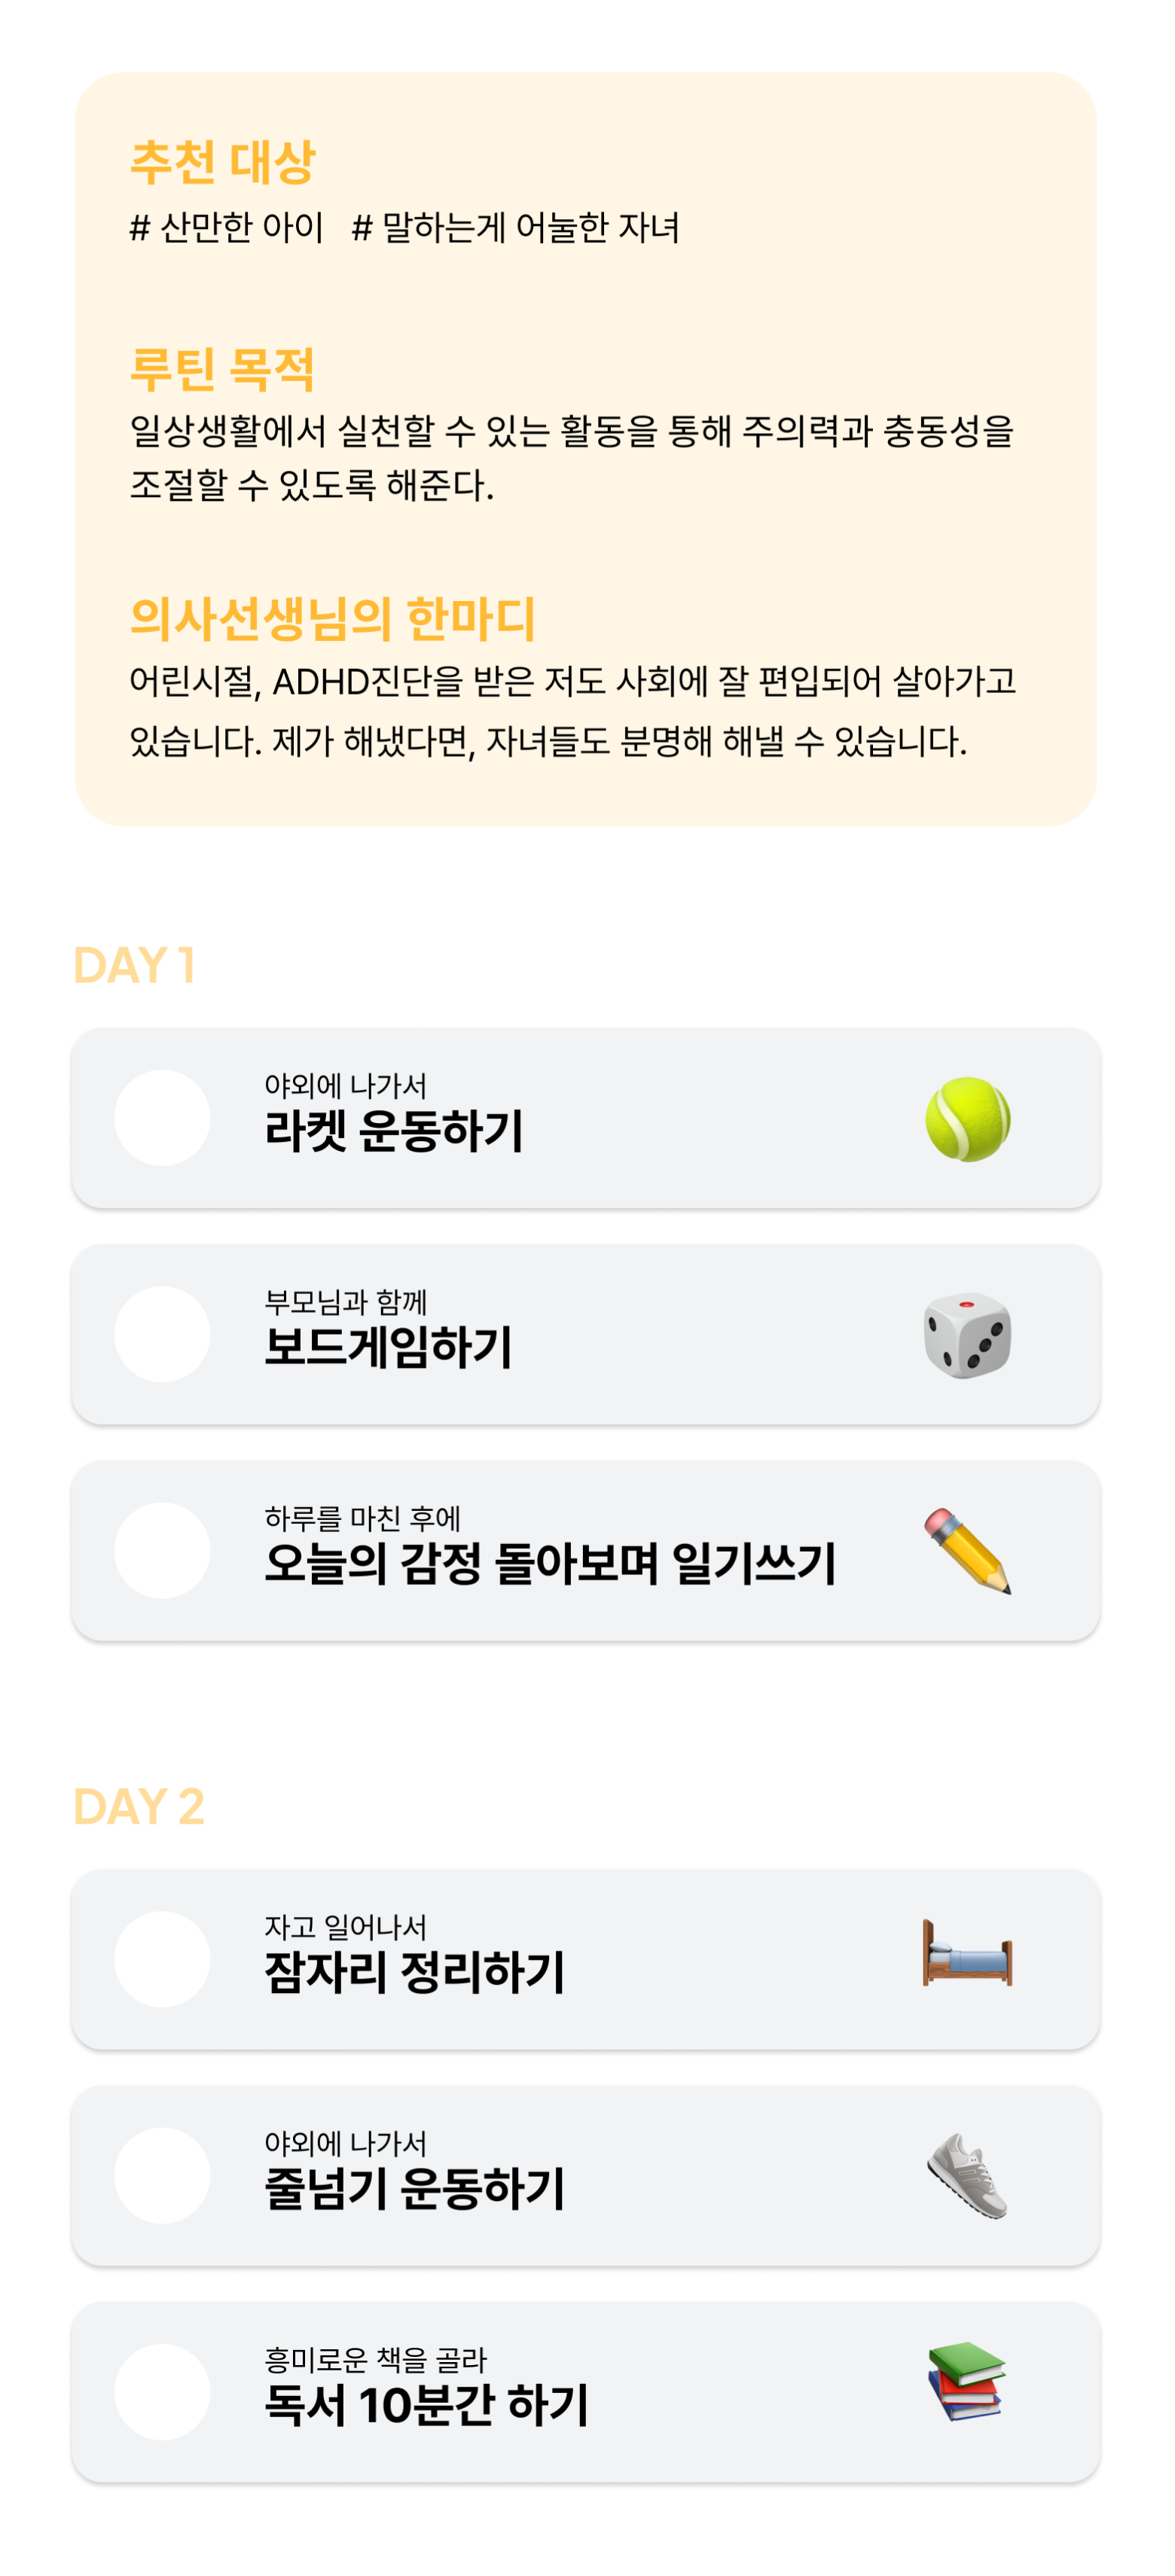 추천 대상
# 산만한 아이 # 말하는게 어눌한 자녀
루틴 목적
일상생활에서 실천할 수 있는 활동을 통해 주의력과 충동성을
조절할 수 있도록 해준다.
의사선생님의 한마디
어린시절, ADHD진단을 받은 저도 사회에 잘 편입되어 살아가고
있습니다. 제가 해냈다면, 자녀들도 분명해 해낼 수 있습니다.
DAY 1
야외에 나가서
라켓 운동하기
부모님과 함께
보드게임하기
하루를 마친 후에
오늘의 감정 돌아보며 일기쓰기
DAY 2
자고 일어나서
잠자리 정리하기
야외에 나가서
줄넘기 운동하기
흥미로운 책을 골라
독서 10분간 하기